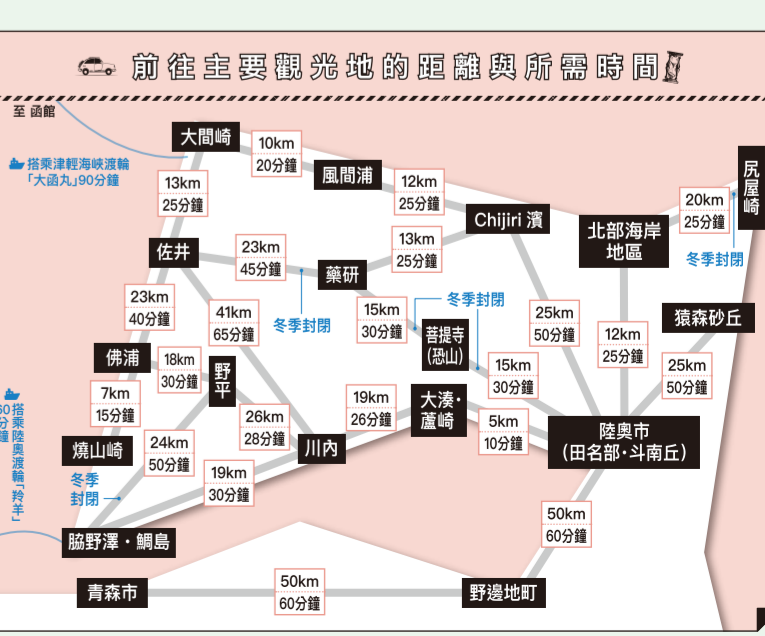 前往主要觀光地的距離與所需時間
至 函館
搭乘津輕海峽渡輪
「大函丸」90分鐘
大間崎
10km
20分鐘
風間浦
12km
25分鐘
Chijiri 濱
13km
25分鐘
佐井
23km
45分鐘
藥研
13km
25分鐘
冬季封閉
北部海岸
地區
20km
25分鐘
尻屋崎
冬季封閉
23km
40分鐘
41km
65分鐘
15km
30分鐘
冬季封閉
菩提寺
(恐山)
15km
30分鐘
25km
50分鐘
12km
25分鐘
猿森砂丘
25km
50分鐘
佛浦
18km
30分鐘
野平
7km
15分鐘
燒山崎
24km
50分鐘
26km
28分鐘
19km
26分鐘
大湊・
蘆崎
5km
10分鐘
陸奧市
(田名部・斗南丘)
川內
19km
30分鐘
冬季
封閉
搭乘陸奧渡輪「羚羊」
60分鐘
脇野澤・鯛島
50km
60分鐘
青森市
50km
60分鐘
野邊地町